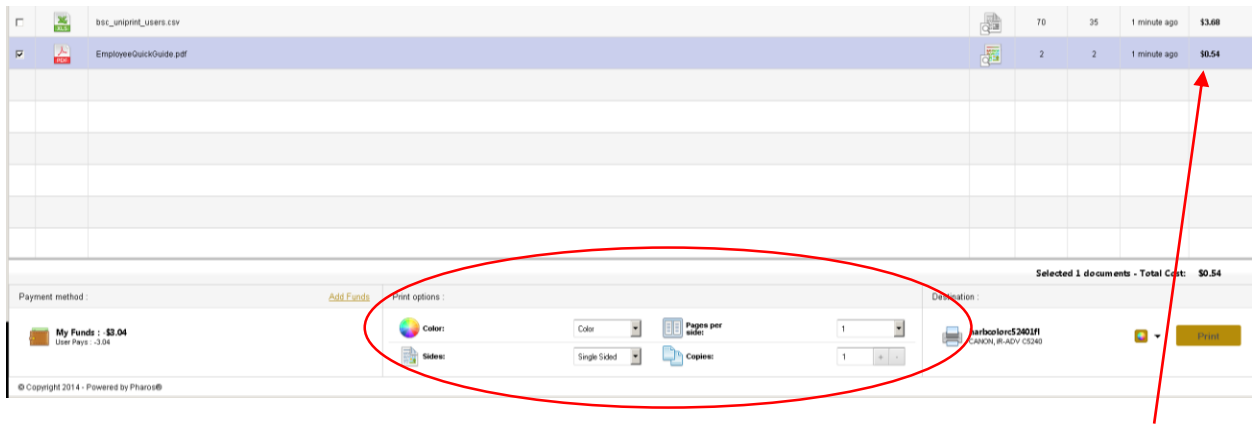 XLS bsc_uniprint_users.csv 70 35 1 minute ago $3.68
PDF EmployeeQuickGuide.pdf 2 2 1 minute ago $0.54
Selected 1 documents - Total Cost: $0.54
Payment method : Add Funds Print options : Destination :
My Funds : -$3.04 Color: Color Pages per side: 1 harbcolorc52401fl Print
User Pays : -3.04 CANON, iR-ADV C5240
Sides: Single Sided Copies: 1 + -
© Copyright 2014 - Powered by Pharos®